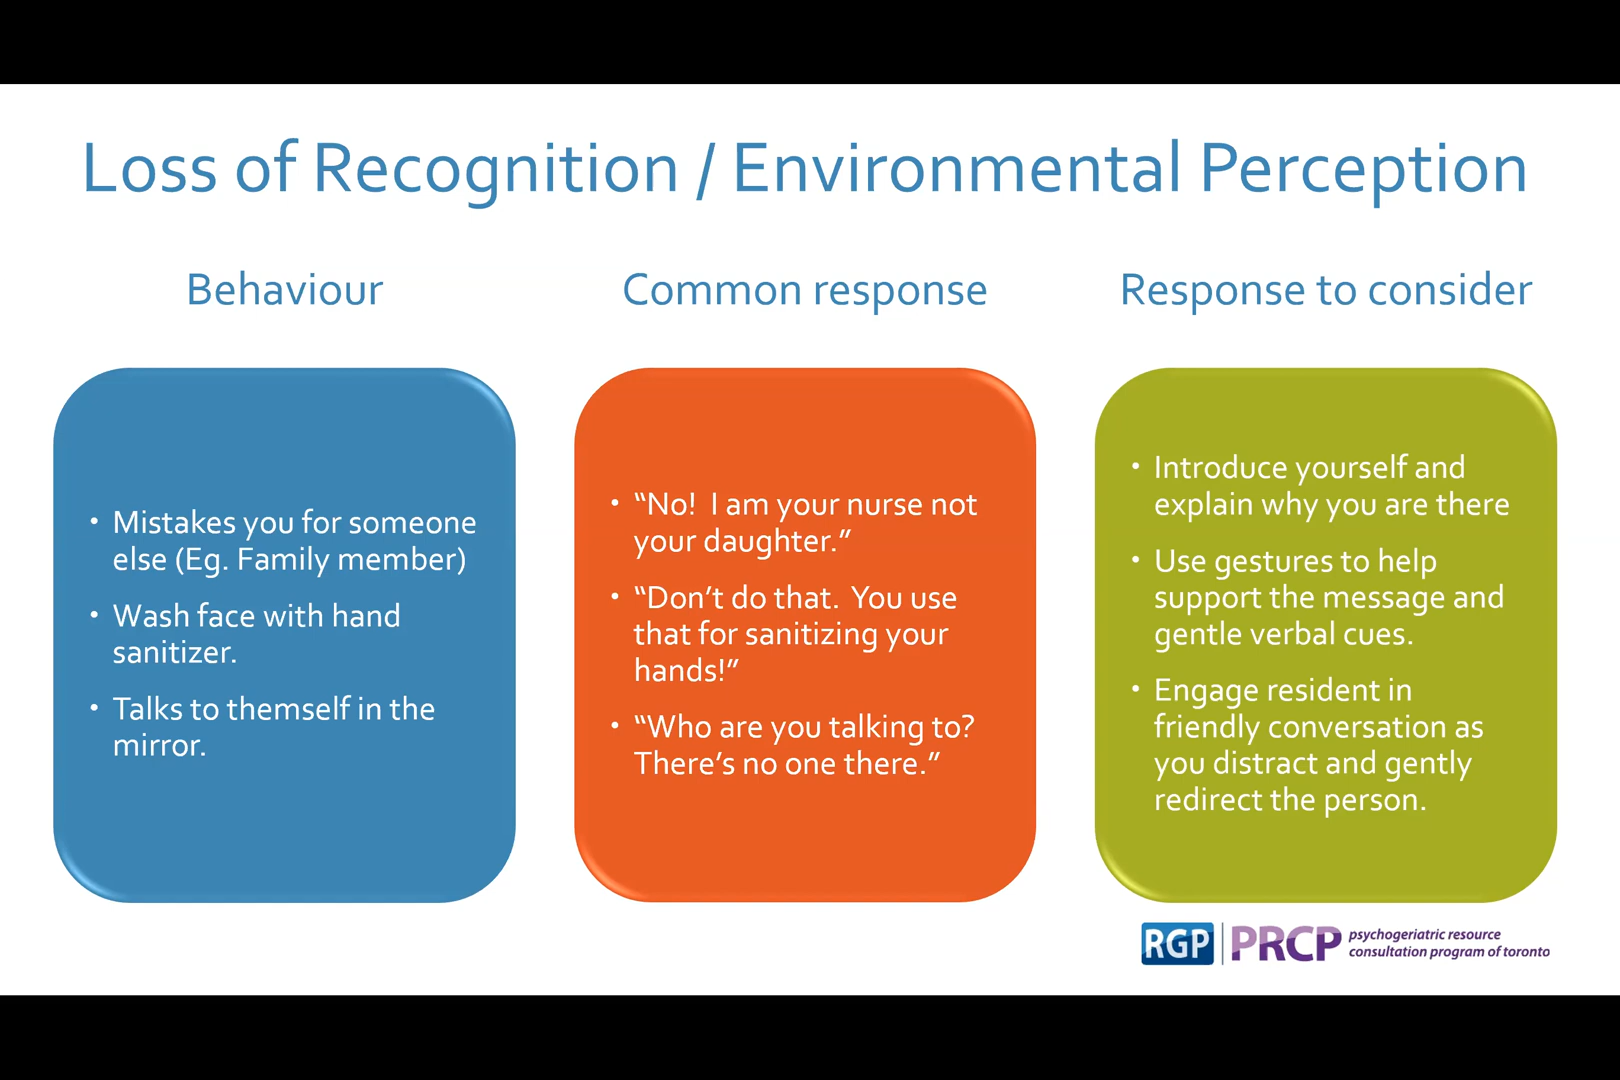 Loss of Recognition / Environmental Perception
Behaviour
Common response
Response to consider
• Mistakes you for someone
else (Eg. Family member)
• Wash face with hand
sanitizer.
• Talks to themself in the
mirror.
• “No!  I am your nurse not
your daughter.”
• “Don’t do that.  You use
that for sanitizing your
hands!”
• “Who are you talking to?
There’s no one there.”
• Introduce yourself and
explain why you are there
• Use gestures to help
support the message and
gentle verbal cues.
• Engage resident in
friendly conversation as
you distract and gently
redirect the person.
RGP | PRCP psychogeriatric resource
consultation program of toronto